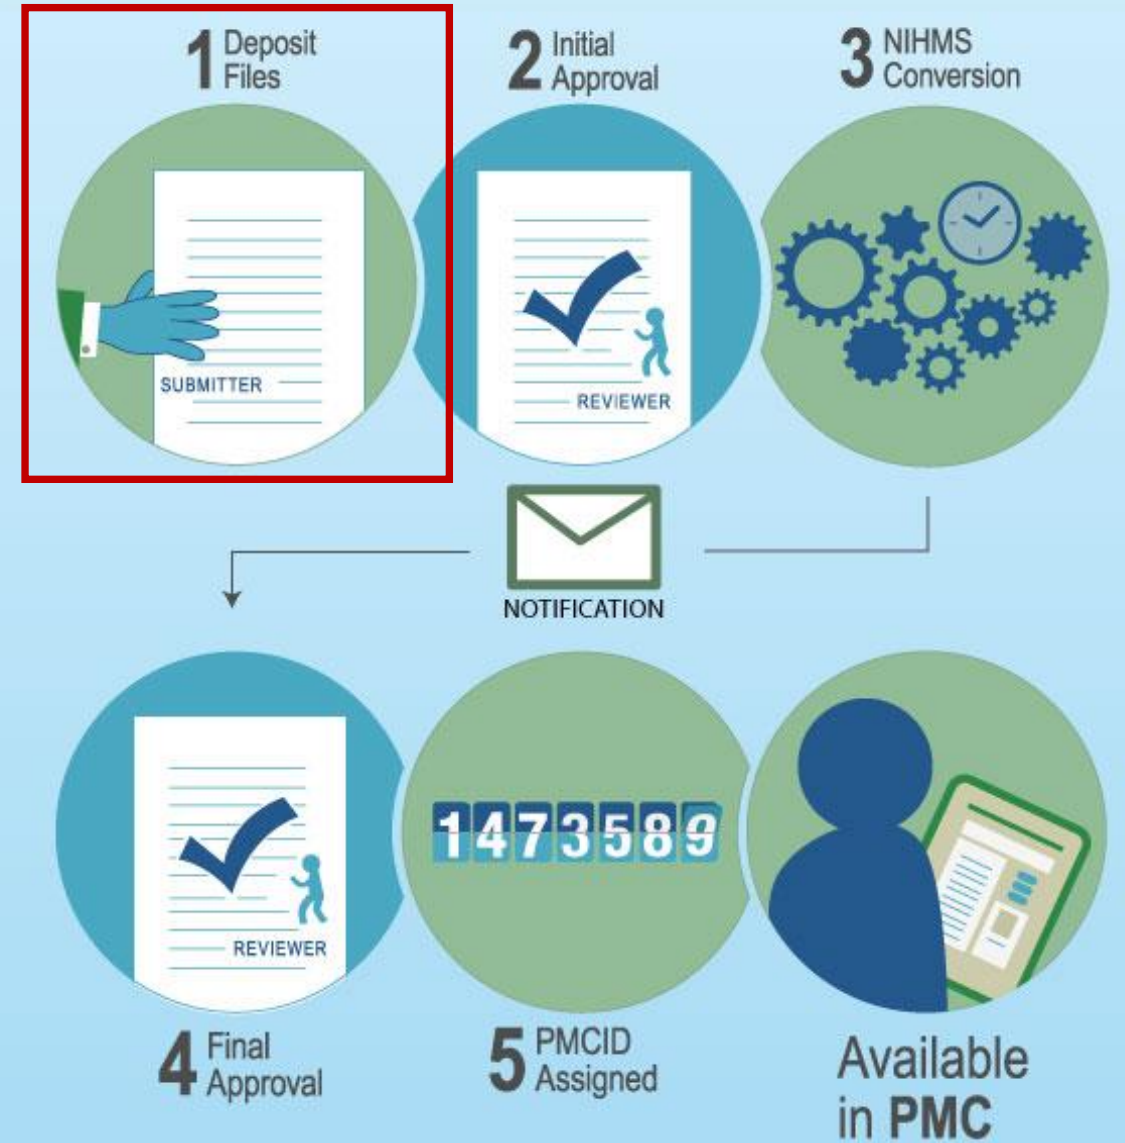 1 Deposit
Files
2 Initial
Approval
3 NIHMS
Conversion
SUBMITTER
REVIEWER
NOTIFICATION
REVIEWER
1473589
4 Final
Approval
5 PMCID
Assigned
Available
in PMC